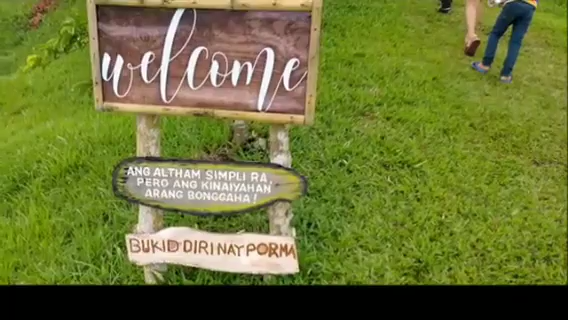 welcome
ANG ALTHAM SIMPLI RA,
PERO ANG KINAIYAHAN
ARANG BONGGAHA!
BUKID DIRI NAY PORMA